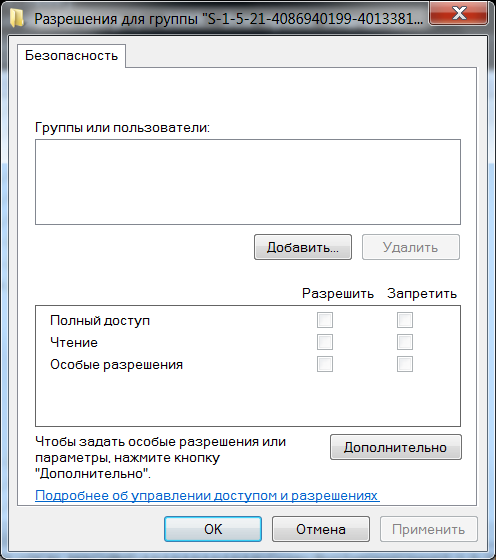 Разрешения для группы "S-1-5-21-4086940199-4013381...
Безопасность
Группы или пользователи:
Добавить... Удалить
Разрешить Запретить
Полный доступ
Чтение
Особые разрешения
Чтобы задать особые разрешения или
параметры, нажмите кнопку
"Дополнительно".
Дополнительно
Подробнее об управлении доступом и разрешениях
OK Отмена Применить